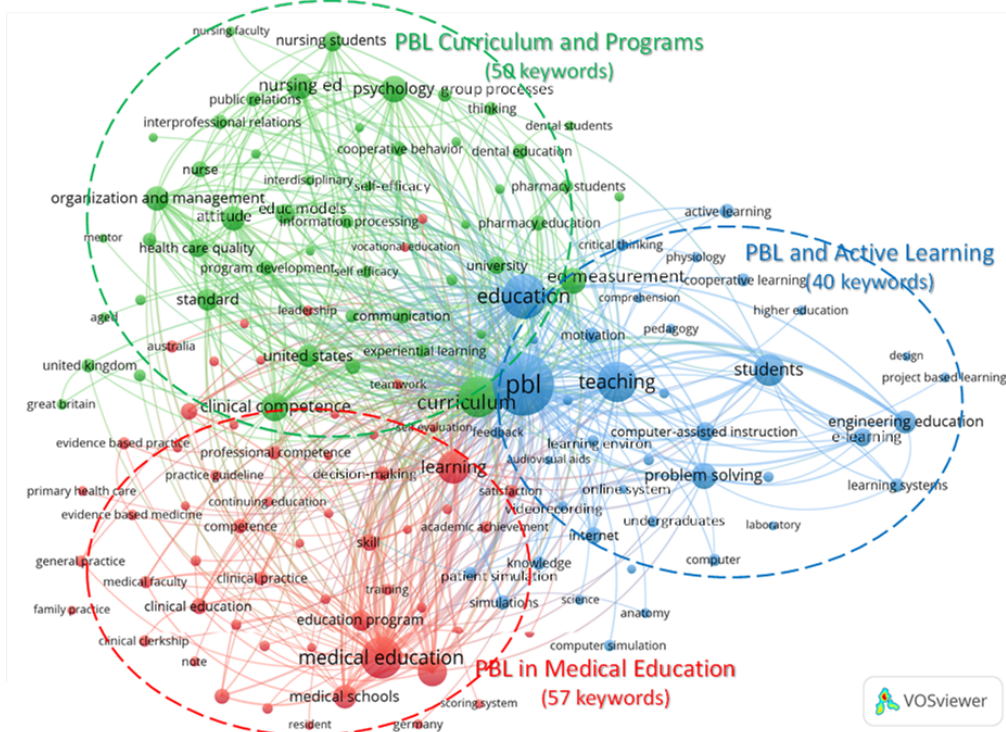 nursing faculty
nursing students
PBL Curriculum and Programs
(50 keywords)
nursing ed
psychology
group processes
public relations
thinking
interprofessional relations
dental students
cooperative behavior
dental education
nurse
interdisciplinary
self-efficacy
pharmacy students
organization and management
educ models
attitude
information processing
pharmacy education
active learning
mentor
health care quality
vocational education
critical thinking
PBL and Active Learning
(40 keywords)
physiology
program development
self efficacy
university
ed measurement
cooperative learning
standard
education
comprehension
leadership
higher education
aged
communication
motivation
pedagogy
australia
united states
experiential learning
design
united kingdom
teamwork
pbl
teaching
students
project based learning
great britain
clinical competence
curriculum
engineering education
self evaluation
feedback
computer-assisted instruction
e-learning
evidence based practice
professional competence
learning environ
decision-making
learning
audiovisual aids
practice guideline
problem solving
primary health care
satisfaction
online system
learning systems
continuing education
evidence based medicine
videorecording
competence
academic achievement
undergraduates
laboratory
skill
internet
general practice
knowledge
computer
medical faculty
clinical practice
patient simulation
training
family practice
clinical education
simulations
science
anatomy
education program
clinical clerkship
computer simulation
note
medical education
PBL in Medical Education
(57 keywords)
medical schools
scoring system
resident
germany
VOSviewer